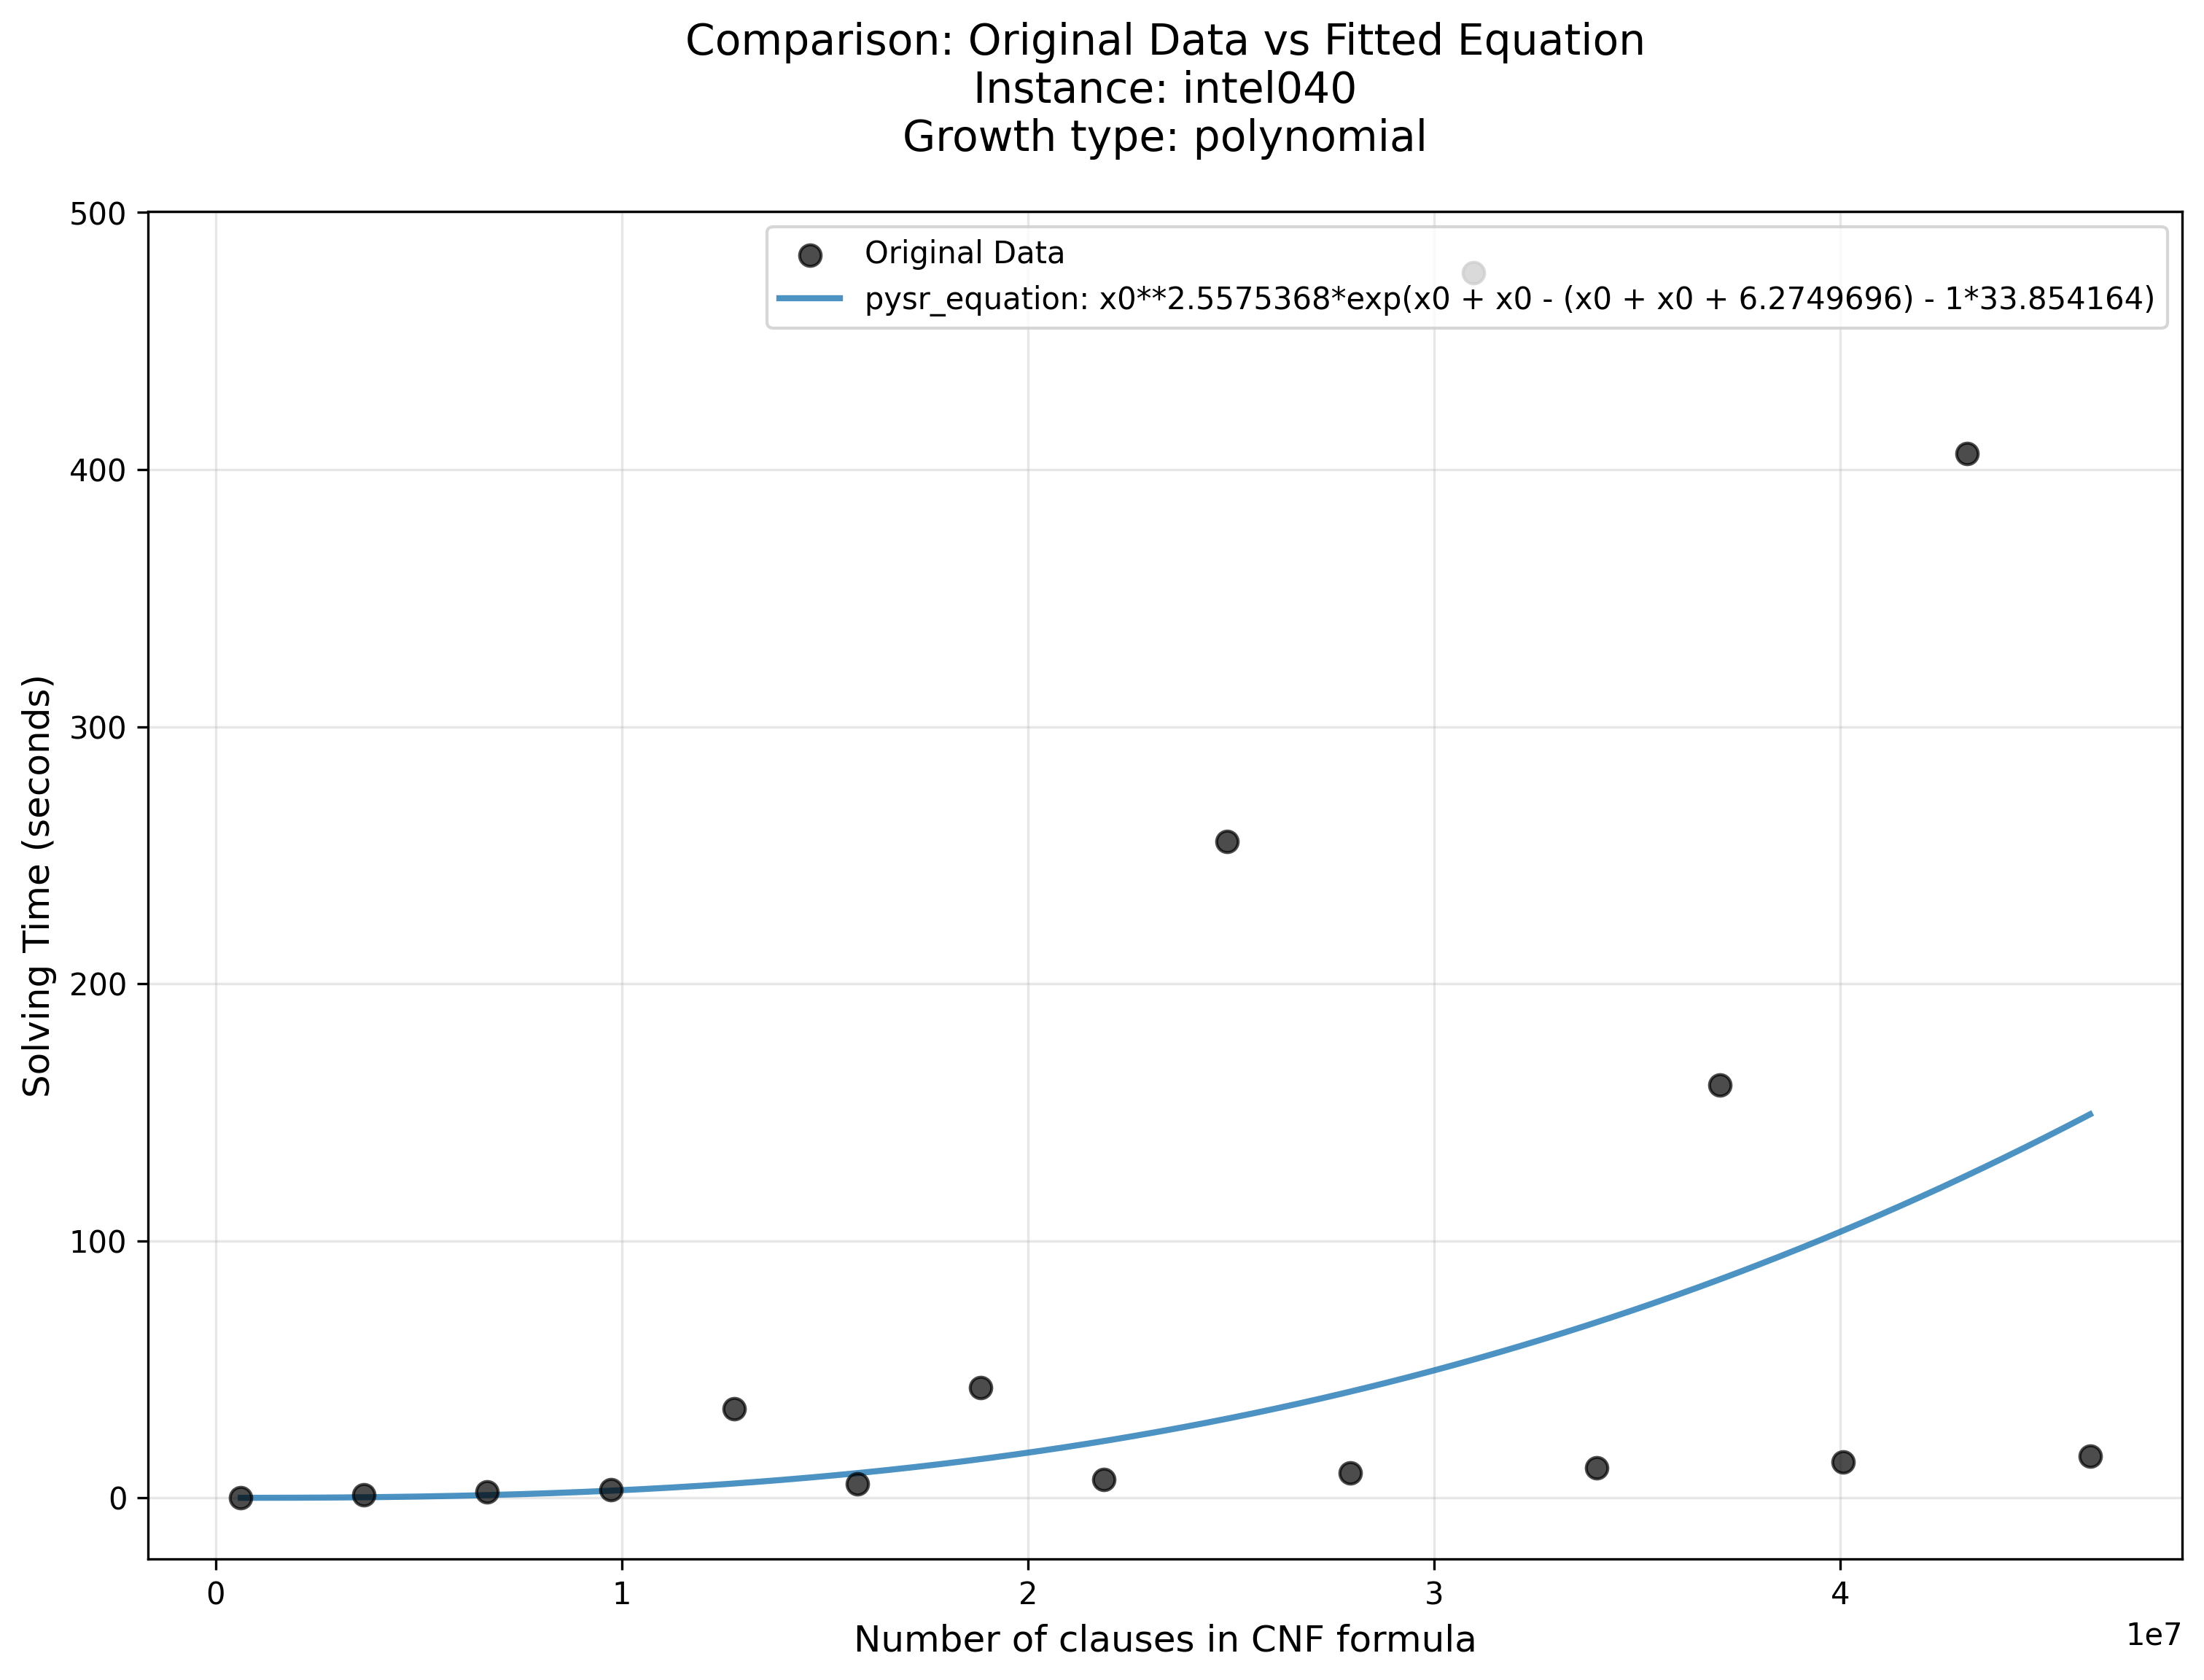 Comparison: Original Data vs Fitted Equation
Instance: intel040
Growth type: polynomial
Original Data
pysr_equation: x0**2.5575368*exp(x0 + x0 - (x0 + x0 + 6.2749696) - 1*33.854164)
Solving Time (seconds)
500
400
300
200
100
0
0 1 2 3 4
1e7
Number of clauses in CNF formula